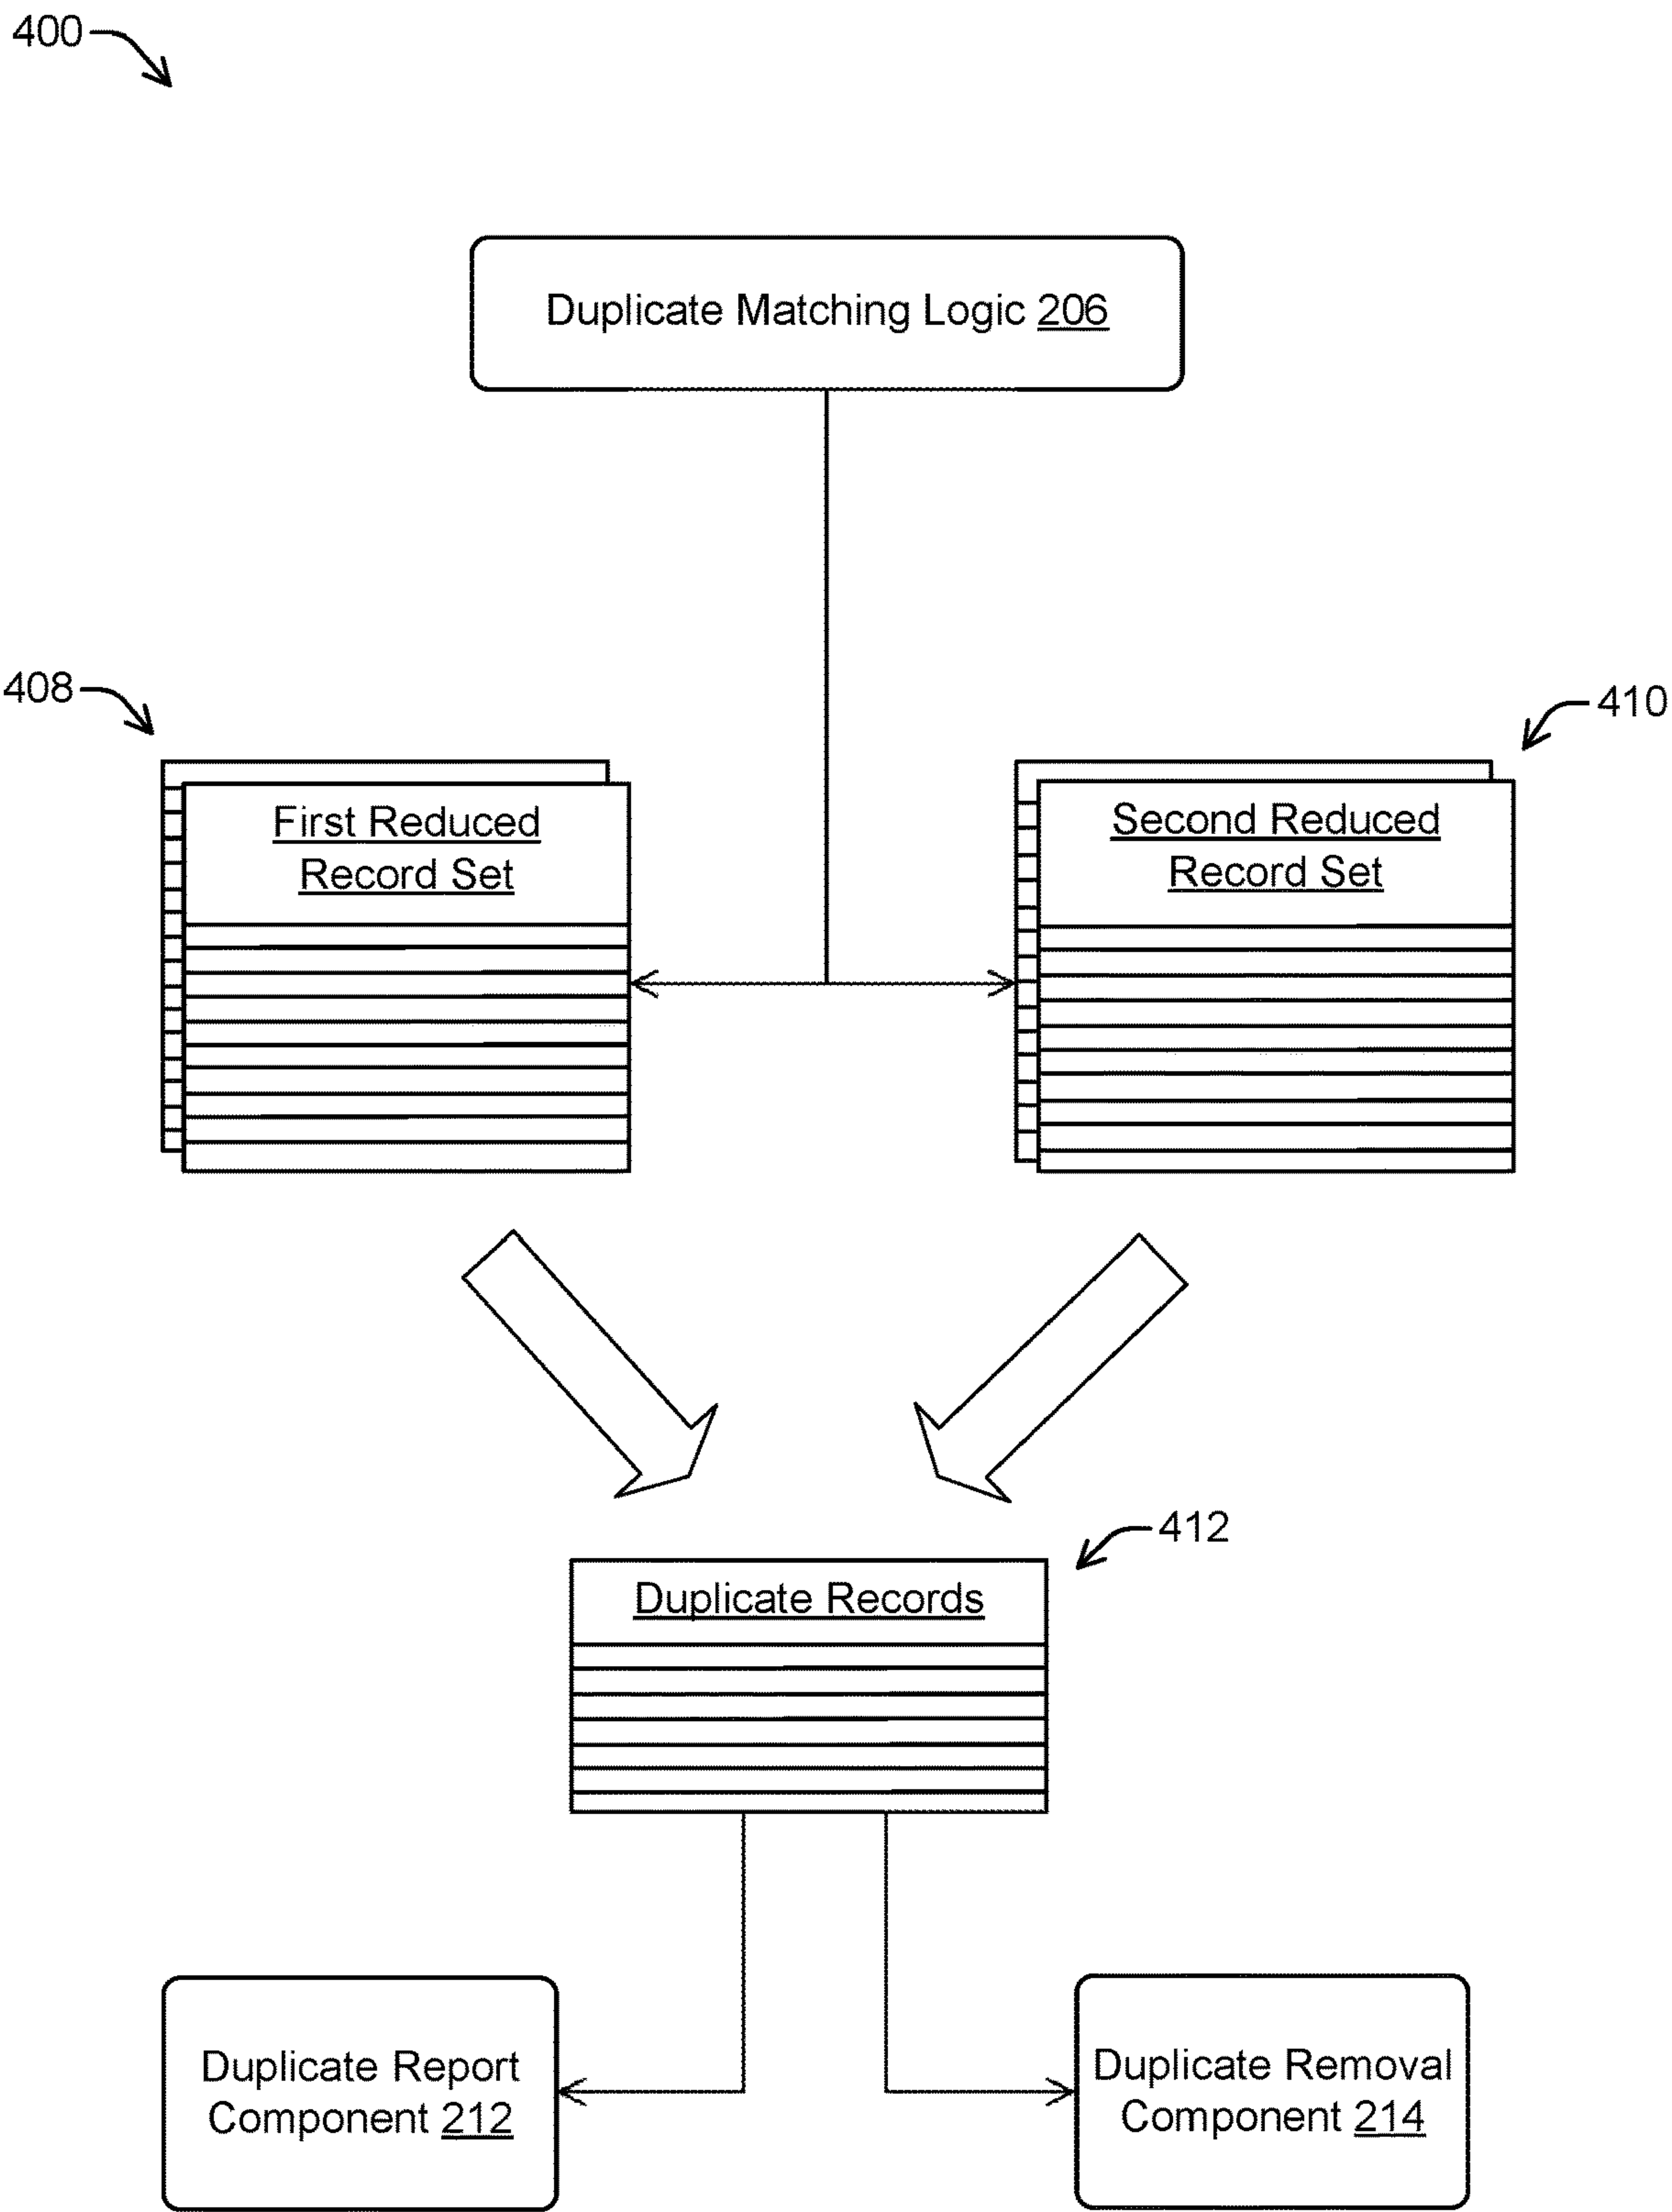 400
Duplicate Matching Logic 206
408
410
First Reduced
Record Set
Second Reduced
Record Set
412
Duplicate Records
Duplicate Report
Component 212
Duplicate Removal
Component 214